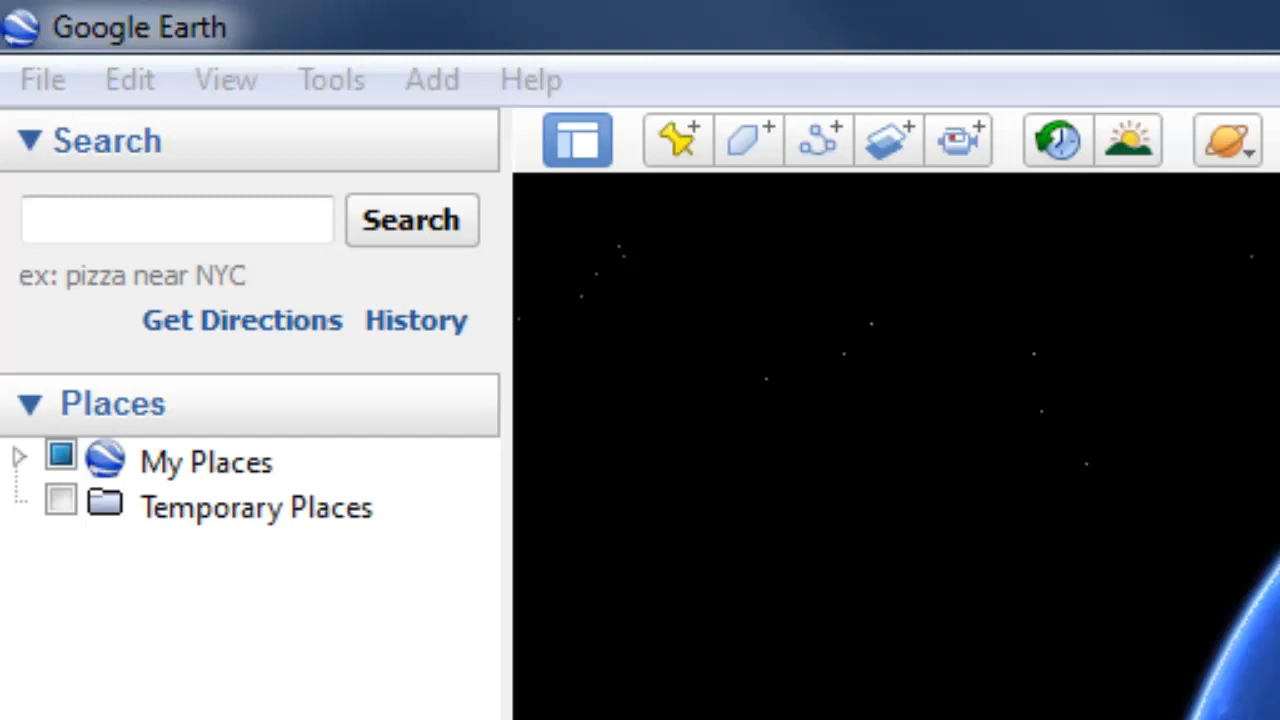 Google Earth
File Edit View Tools Add Help
Search
Search
ex: pizza near NYC
Get Directions History
Places
My Places
Temporary Places